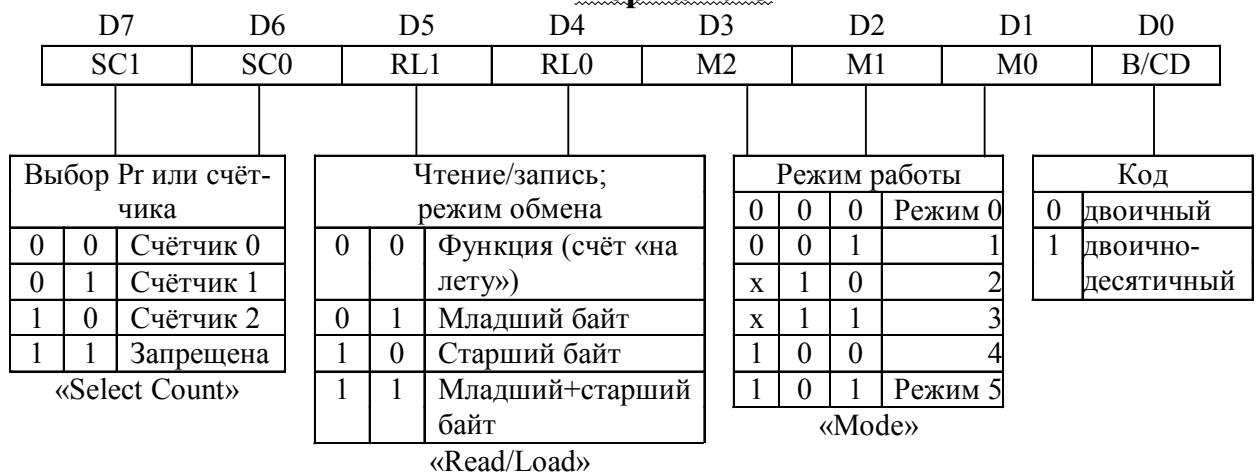 D7 D6 D5 D4 D3 D2 D1 D0
SC1 SC0 RL1 RL0 M2 M1 M0 B/CD
Выбор Pr или счёт-
чика
0 0 Счётчик 0
0 1 Счётчик 1
1 0 Счётчик 2
1 1 Запрещена
«Select Count»
Чтение/запись;
режим обмена
0 0 Функция (счёт «на
лету»)
0 1 Младший байт
1 0 Старший байт
1 1 Младший+старший
байт
«Read/Load»
Режим работы
0 0 0 Режим 0
0 0 1 1
x 1 0 2
x 1 1 3
1 0 0 4
1 0 1 Режим 5
«Mode»
Код
0 двоичный
1 двоично-
десятичный